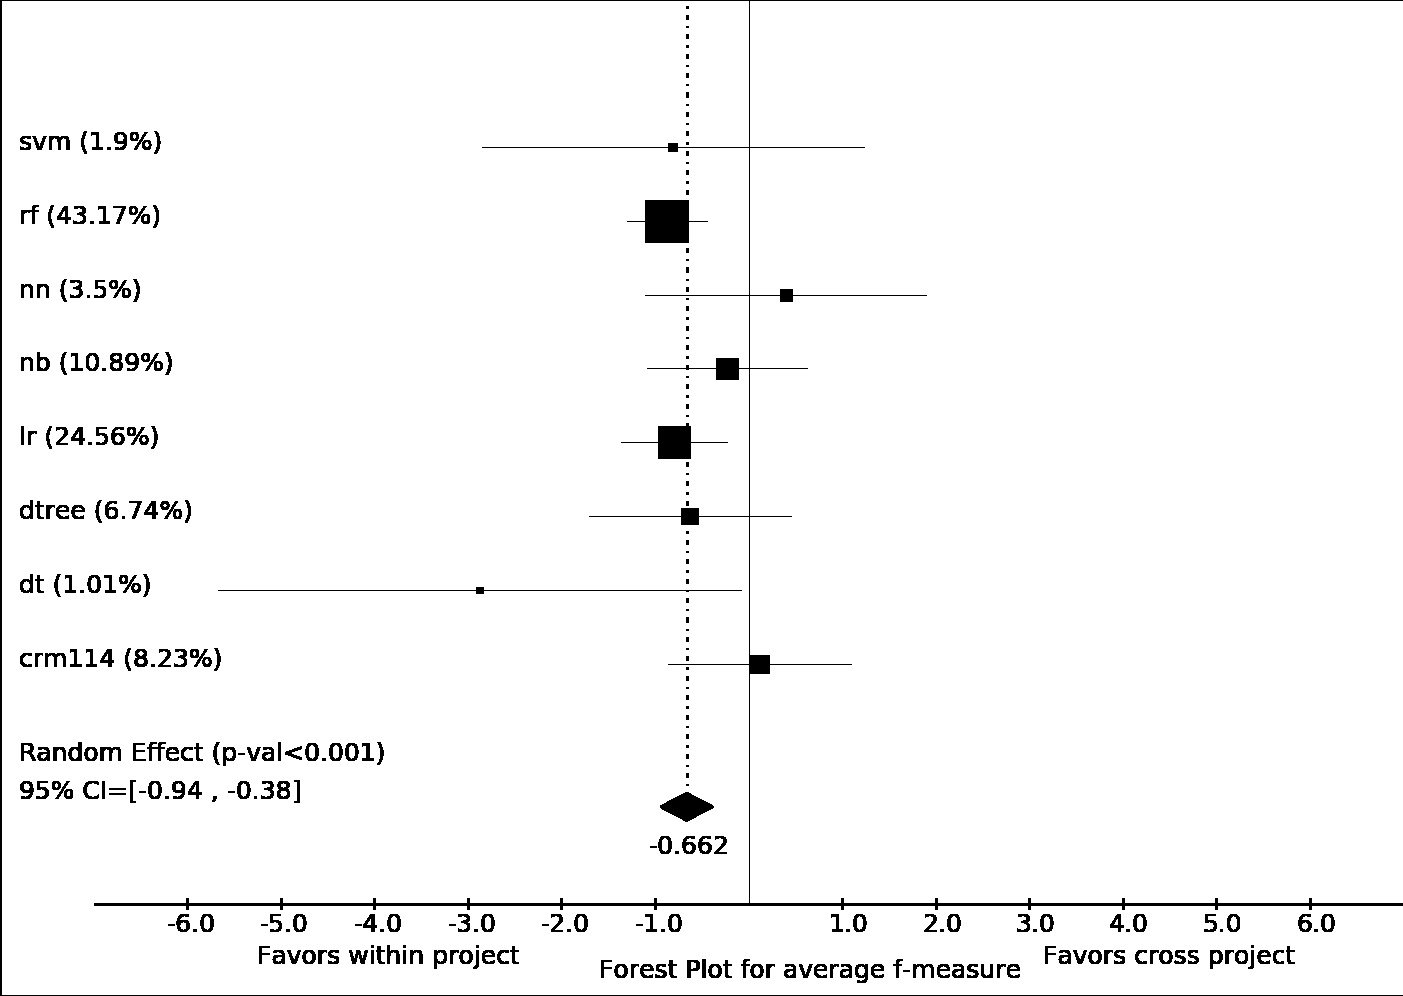 svm (1.9%)
rf (43.17%)
nn (3.5%)
nb (10.89%)
lr (24.56%)
dtree (6.74%)
dt (1.01%)
crm114 (8.23%)
Random Effect (p-val<0.001)
95% CI=[-0.94 , -0.38]
-0.662
-6.0 -5.0 -4.0 -3.0 -2.0 -1.0 1.0 2.0 3.0 4.0 5.0 6.0
Favors within project
Favors cross project
Forest Plot for average f-measure